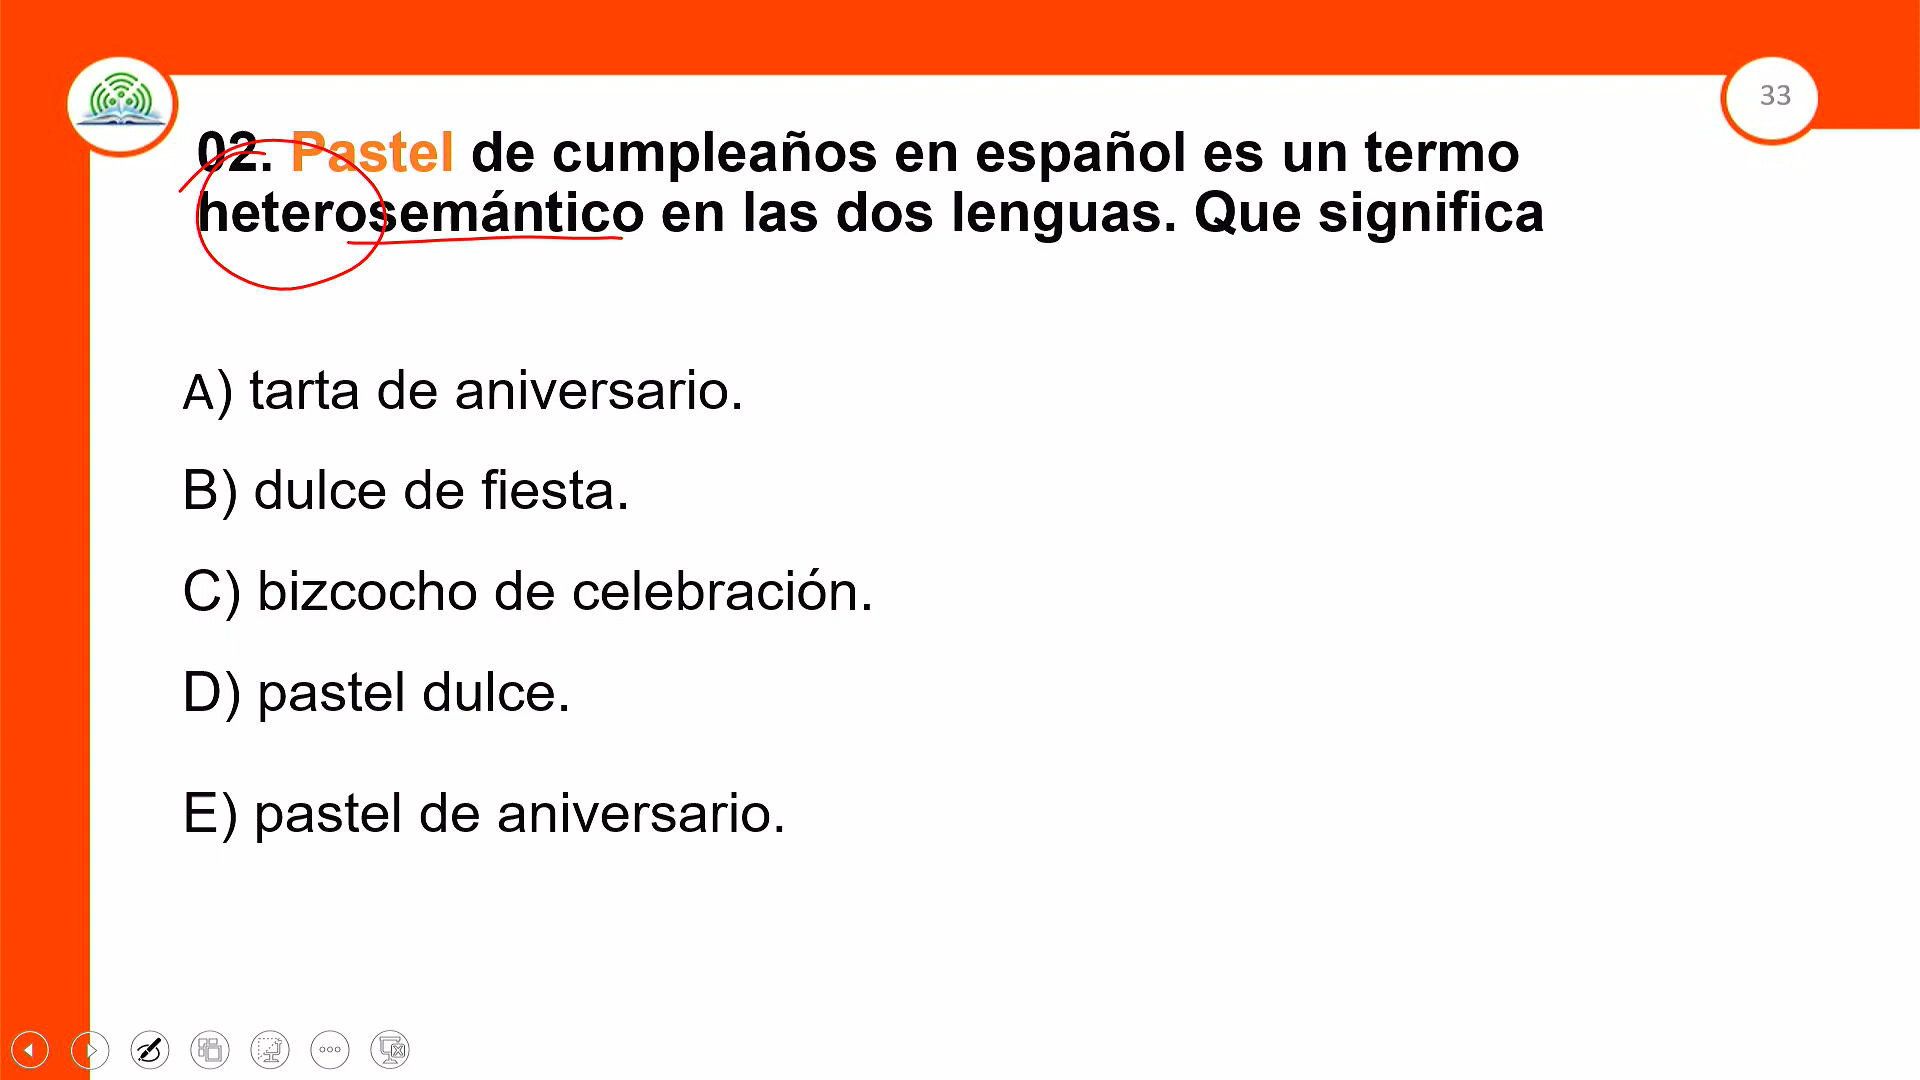 33
02. Pastel de cumpleaños en español es un termo
heterosemántico en las dos lenguas. Que significa
A) tarta de aniversario.
B) dulce de fiesta.
C) bizcocho de celebración.
D) pastel dulce.
E) pastel de aniversario.